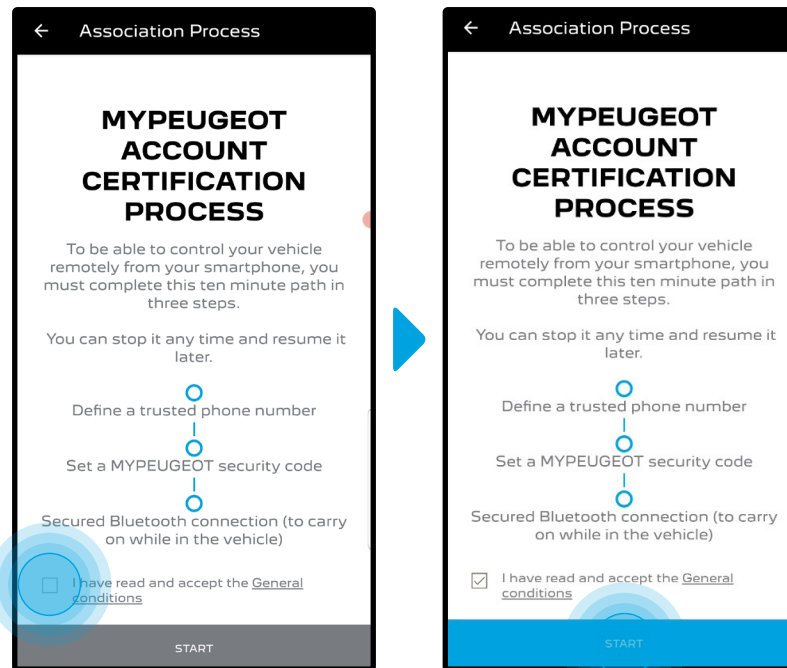 Association Process
MYPEUGEOT
ACCOUNT
CERTIFICATION
PROCESS
To be able to control your vehicle
remotely from your smartphone, you
must complete this ten minute path in
three steps.
You can stop it any time and resume it
later.
Define a trusted phone number
Set a MYPEUGEOT security code
Secured Bluetooth connection (to carry
on while in the vehicle)
I have read and accept the General
conditions
START
Association Process
MYPEUGEOT
ACCOUNT
CERTIFICATION
PROCESS
To be able to control your vehicle
remotely from your smartphone, you
must complete this ten minute path in
three steps.
You can stop it any time and resume it
later.
Define a trusted phone number
Set a MYPEUGEOT security code
Secured Bluetooth connection (to carry
on while in the vehicle)
I have read and accept the General
conditions
START